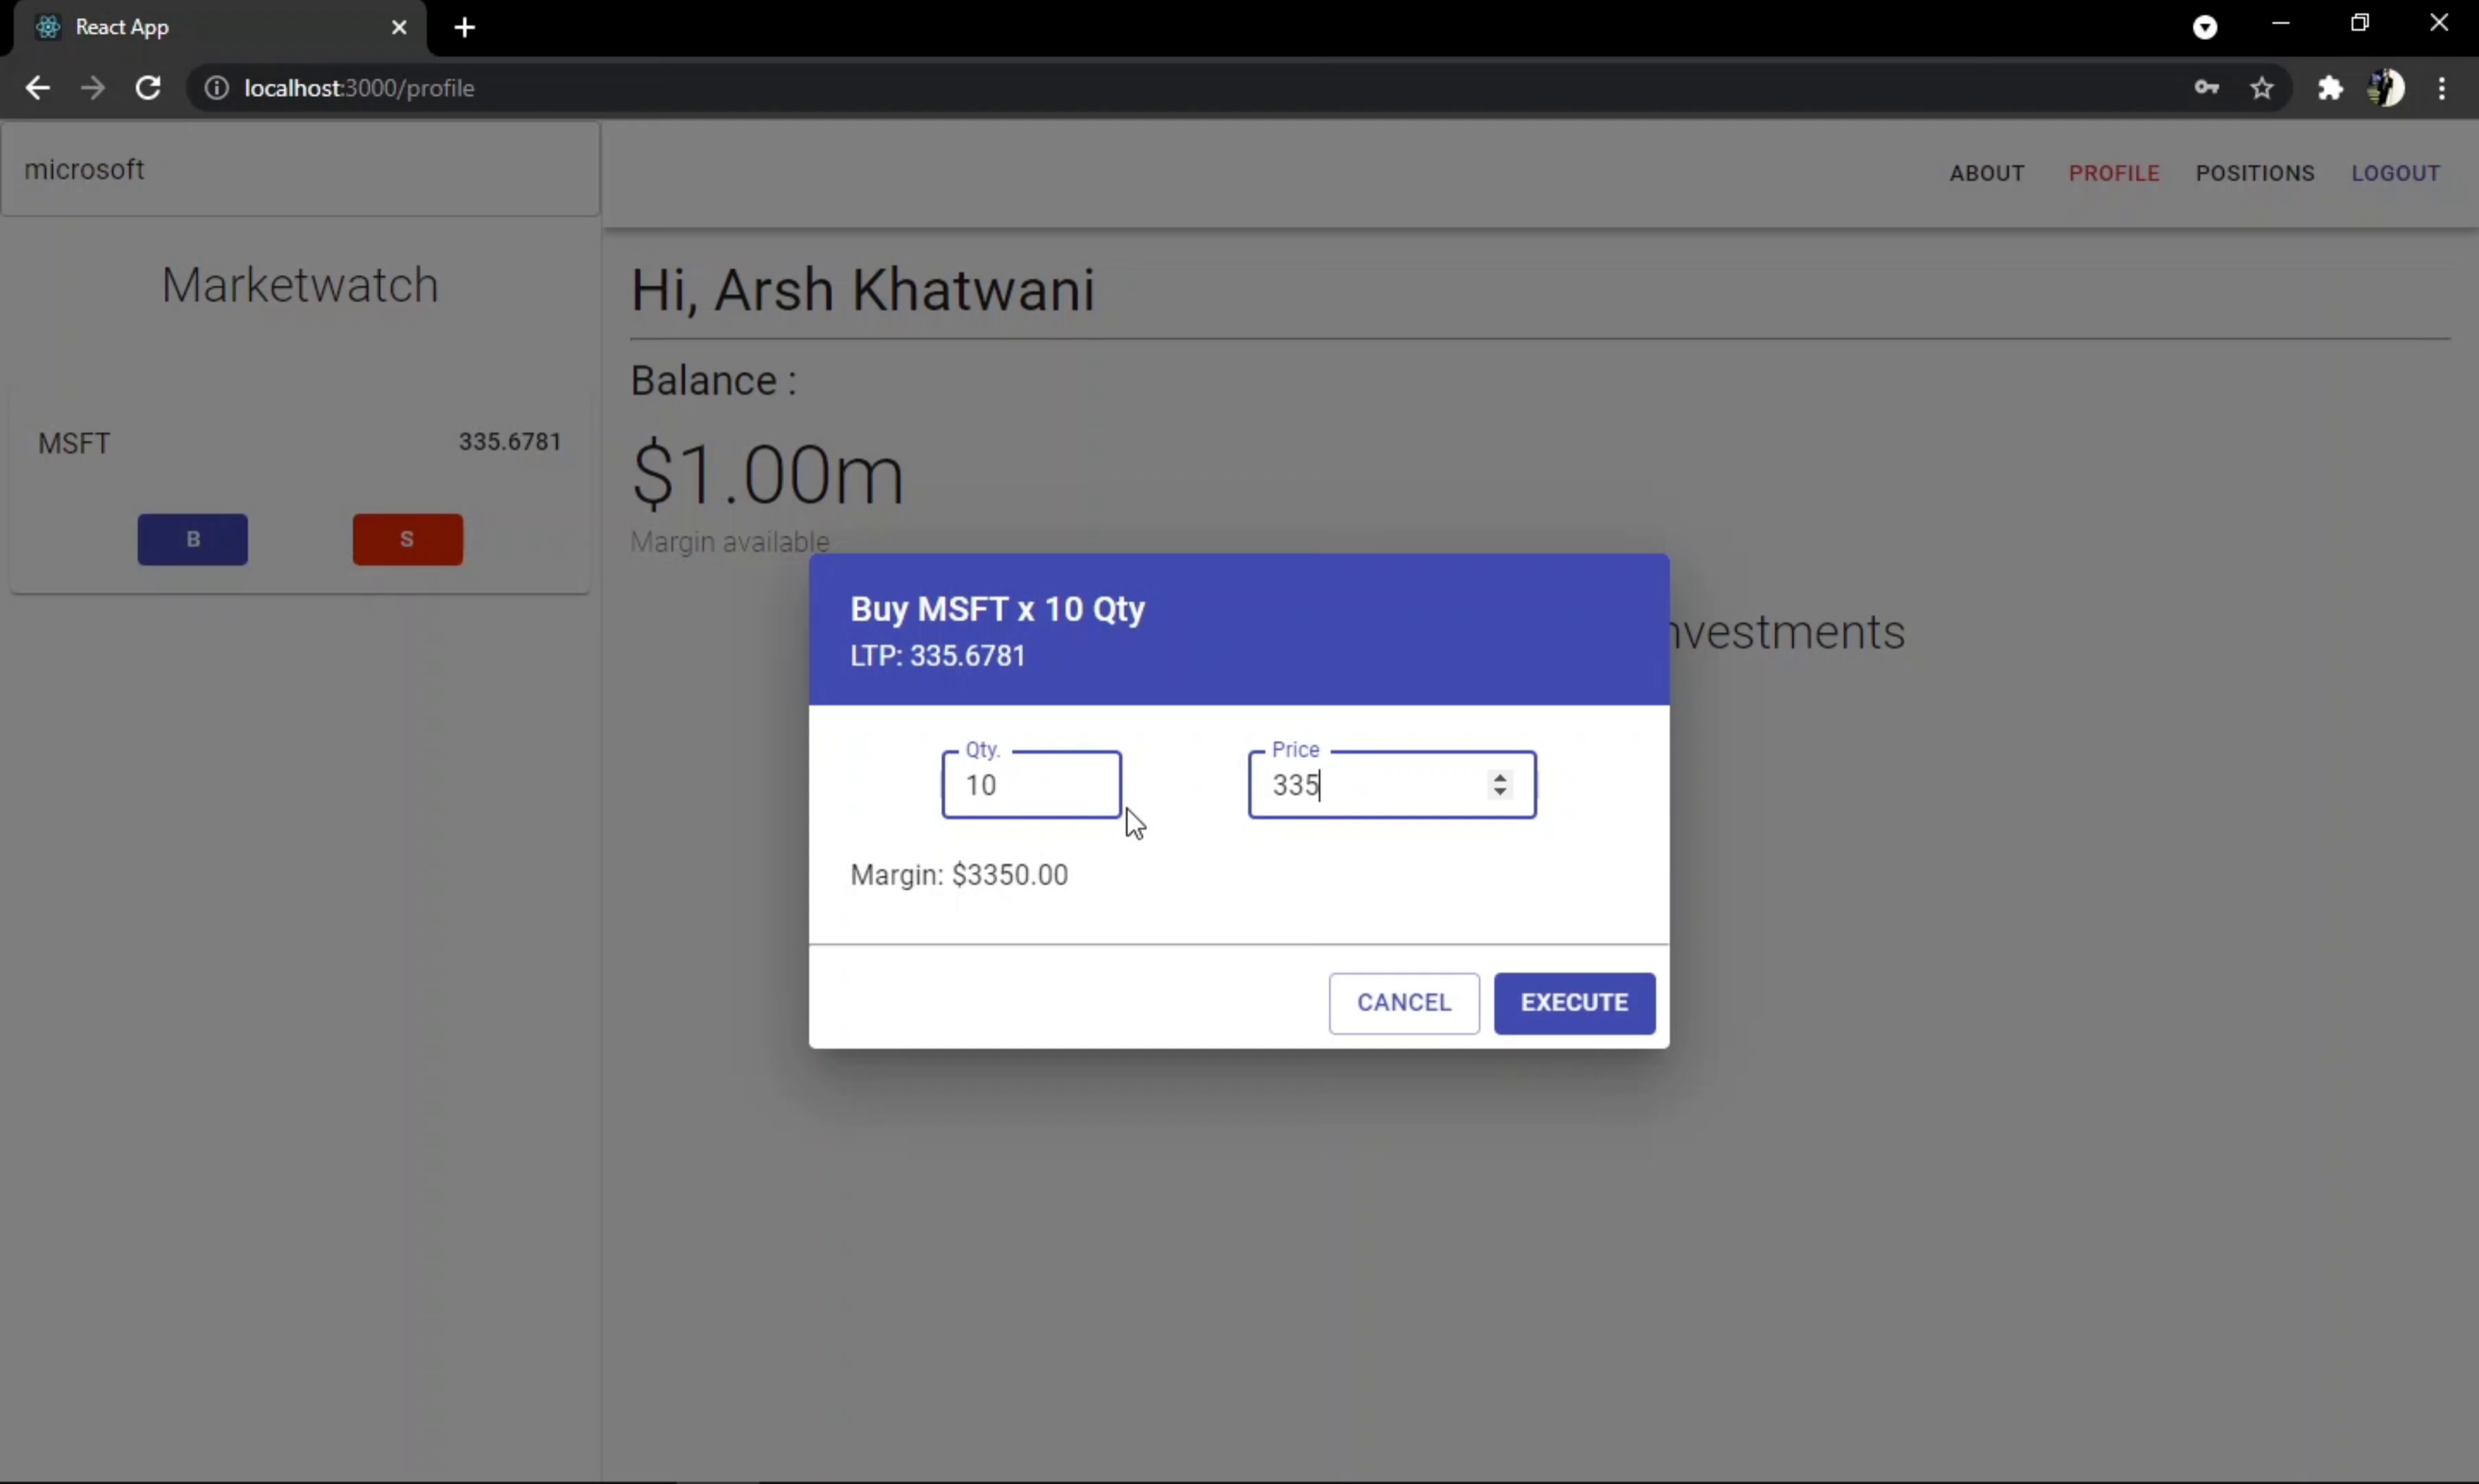 React App
localhost:3000/profile
microsoft
ABOUT PROFILE POSITIONS LOGOUT
Marketwatch
MSFT 335.6781
B S
Hi, Arsh Khatwani
Balance :
$1.00m
Margin available
nvestments
Buy MSFT x 10 Qty
LTP: 335.6781
Qty. Price
10 335
Margin: $3350.00
CANCEL EXECUTE